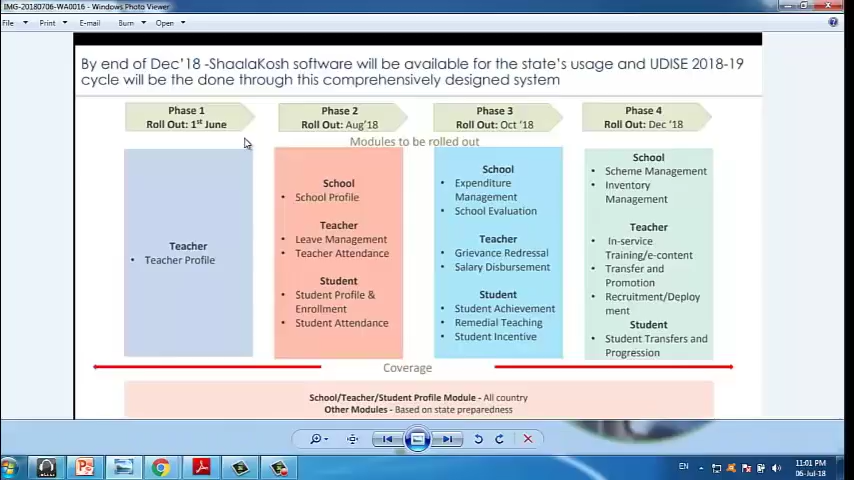 IMG-20180706-WA0016 - Windows Photo Viewer
File Print E-mail Burn Open
By end of Dec'18 -ShaalaKosh software will be available for the state's usage and UDISE 2018-19
cycle will be the done through this comprehensively designed system
Phase 1
Roll Out: 1st June
Phase 2
Roll Out: Aug'18
Phase 3
Roll Out: Oct '18
Phase 4
Roll Out: Dec '18
Modules to be rolled out
Teacher
• Teacher Profile
School
• School Profile
Teacher
• Leave Management
• Teacher Attendance
Student
• Student Profile &
Enrollment
• Student Attendance
School
• Expenditure
Management
• School Evaluation
Teacher
• Grievance Redressal
• Salary Disbursement
Student
• Student Achievement
• Remedial Teaching
• Student Incentive
School
• Scheme Management
• Inventory
Management
Teacher
• In-service
Training/e-content
• Transfer and
Promotion
• Recruitment/Deploy
ment
Student
• Student Transfers and
Progression
Coverage
School/Teacher/Student Profile Module - All country
Other Modules - Based on state preparedness
EN
11:01 PM
06-Jul-18